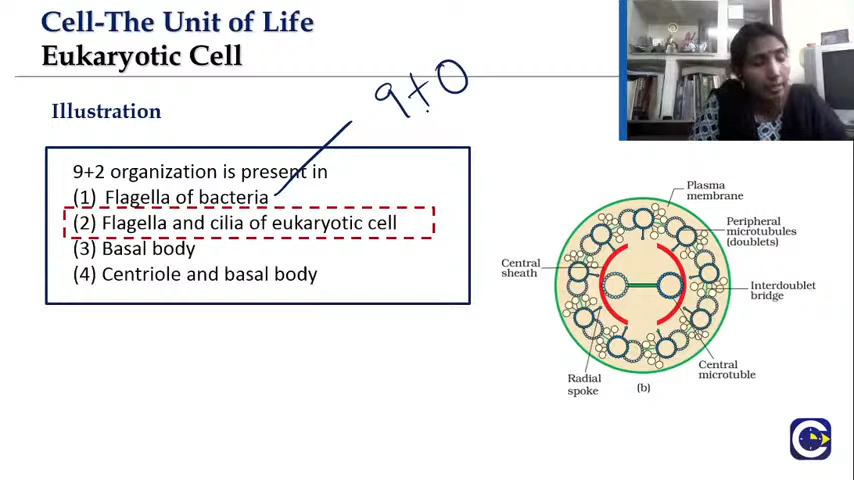 Cell-The Unit of Life
Eukaryotic Cell
9+0
Illustration
9+2 organization is present in
(1) Flagella of bacteria
(2) Flagella and cilia of eukaryotic cell
(3) Basal body
(4) Centriole and basal body
Plasma
membrane
Peripheral
microtubules
(doublets)
Central
sheath
Interdoublet
bridge
Central
microtuble
Radial
spoke
(b)